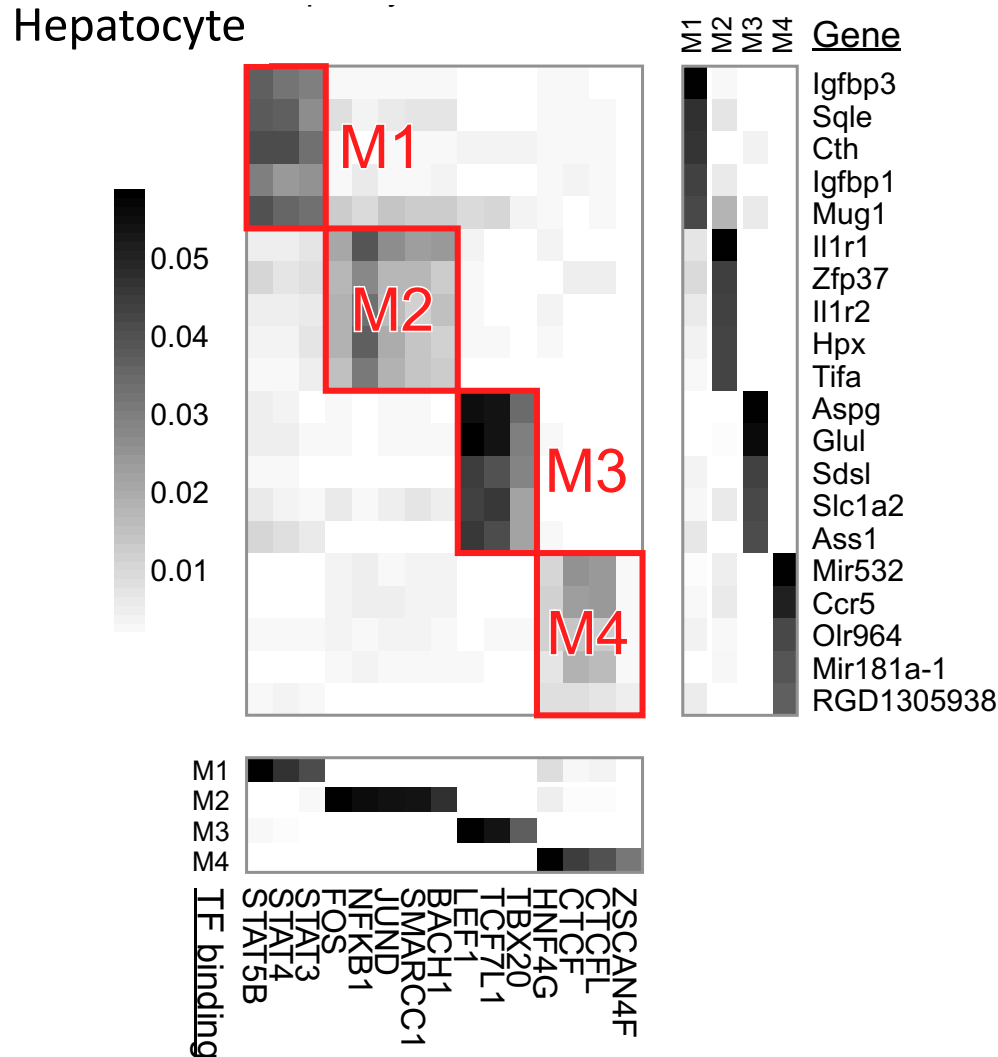 Hepatocyte
M1
M2
M3
M4
Gene
Igfbp3
Sqle
Cth
Igfbp1
Mug1
Il1r1
Zfp37
Il1r2
Hpx
Tifa
Aspg
Glul
Sdsl
Slc1a2
Ass1
Mir532
Ccr5
Olr964
Mir181a-1
RGD1305938
M1
M2
M3
M4
0.05
0.04
0.03
0.02
0.01
M1
M2
M3
M4
TF binding
STAT5B
STAT4
STAT3
FOS
NFKB1
JUND
SMARCC1
BACH1
LEF1
TCF7L1
TBX20
HNF4G
CTCF
CTCFL
ZSCAN4F